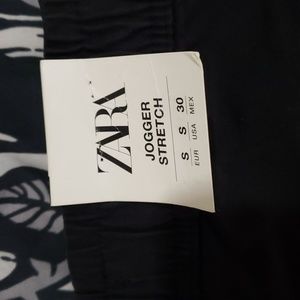 ZARA
JOGGER
STRETCH
S S 30
EUR USA MEX